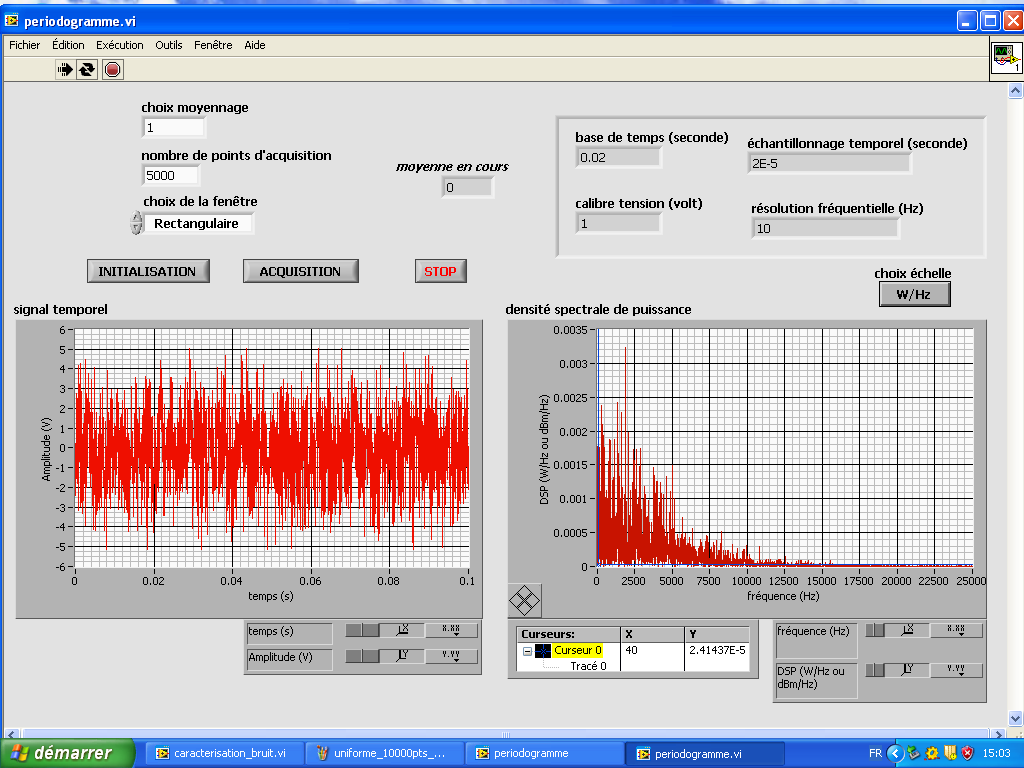 periodogramme.vi
Fichier Édition Exécution Outils Fenêtre Aide
1
choix moyennage
1
nombre de points d'acquisition
5000
choix de la fenêtre
Rectangulaire
moyenne en cours
0
base de temps (seconde)
0.02
échantillonnage temporel (seconde)
2E-5
calibre tension (volt)
1
résolution fréquentielle (Hz)
10
INITIALISATION ACQUISITION STOP
choix échelle
W/Hz
signal temporel
6
5
4
3
2
1
0
-1
-2
-3
-4
-5
-6
Amplitude (V)
0 0.02 0.04 0.06 0.08 0.1
temps (s)
densité spectrale de puissance
0.0035
0.003
0.0025
0.002
0.0015
0.001
0.0005
0
DSP (W/Hz ou dBm/Hz)
0 2500 5000 7500 10000 12500 15000 17500 20000 22500 25000
fréquence (Hz)
temps (s)
X X.XX
Amplitude (V)
Y Y.YY
Curseurs: X Y
Curseur 0 40 2.41437E-5
Tracé 0
fréquence (Hz)
X X.XX
DSP (W/Hz ou
dBm/Hz)
Y Y.YY
démarrer caracterisation_bruit.vi uniforme_10000pts_... periodogramme periodogramme.vi FR 15:03